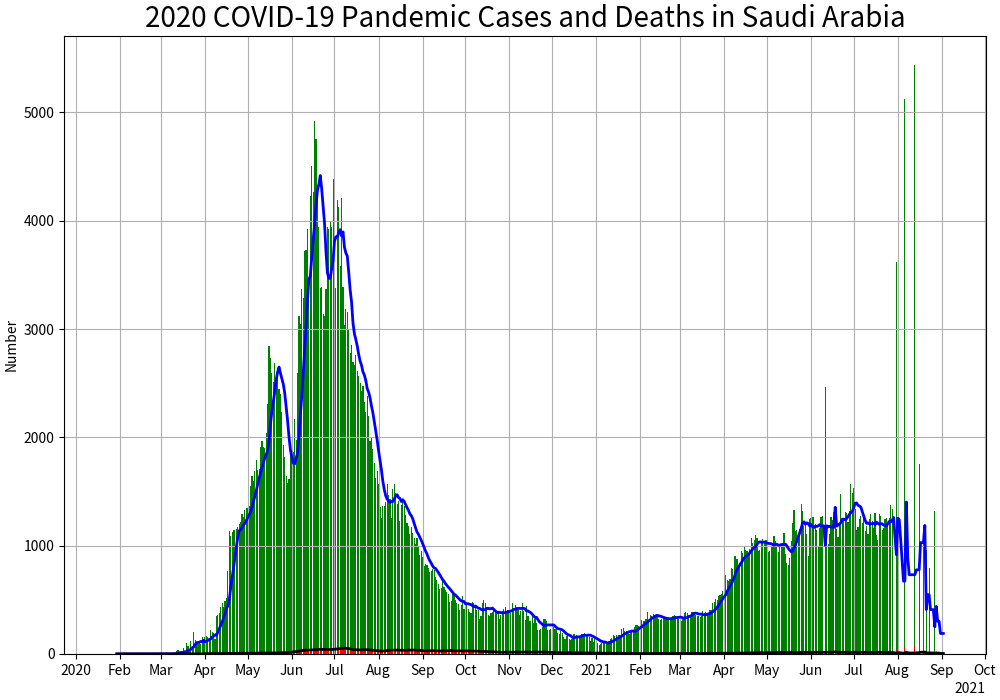 2020 COVID-19 Pandemic Cases and Deaths in Saudi Arabia
Number
5000
4000
3000
2000
1000
0
2020 Feb Mar Apr May Jun Jul Aug Sep Oct Nov Dec 2021 Feb Mar Apr May Jun Jul Aug Sep Oct
2021